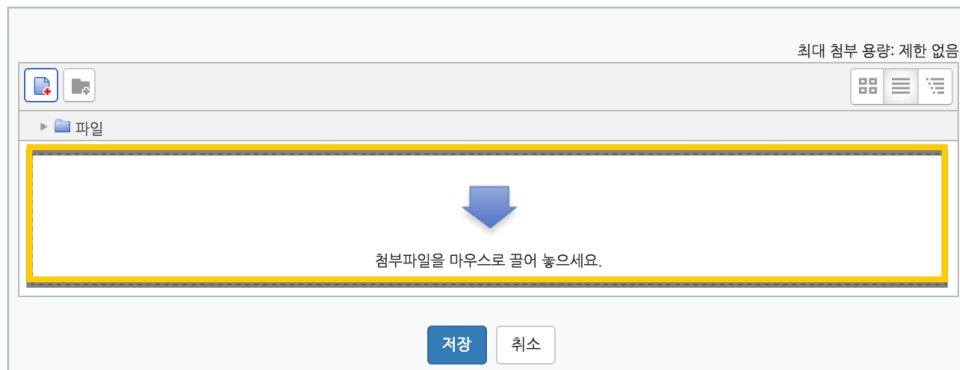 최대 첨부 용량: 제한 없음
파일
첨부파일을 마우스로 끌어 놓으세요.
저장 취소